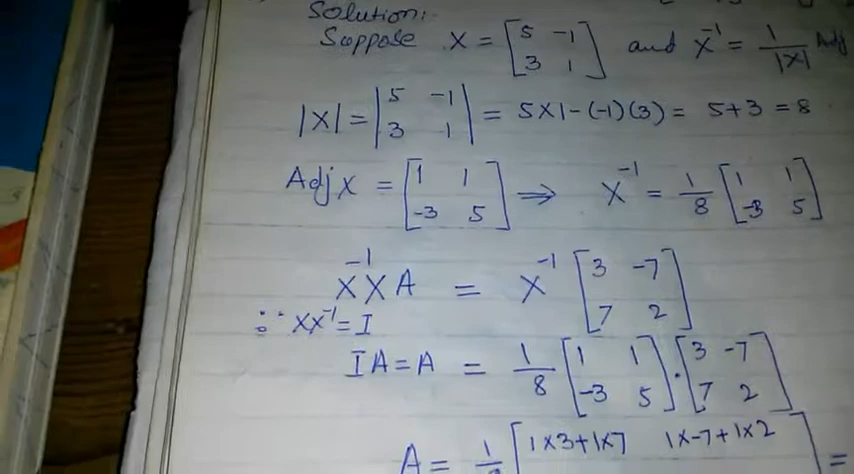 Solution:
Suppose X = [5 -1; 3 1] and X⁻¹ = 1/|X| Adj
|X| = |5 -1; 3 1| = 5×1-(-1)(3) = 5+3 = 8
Adj X = [1 1; -3 5] ⇒ X⁻¹ = 1/8 [1 1; -3 5]
X⁻¹XA = X⁻¹ [3 -7; 7 2]
∵ XX⁻¹ = I
IA = A = 1/8 [1 1; -3 5] · [3 -7; 7 2]
A = 1/8 [1×3+1×7 1×-7+1×2 =